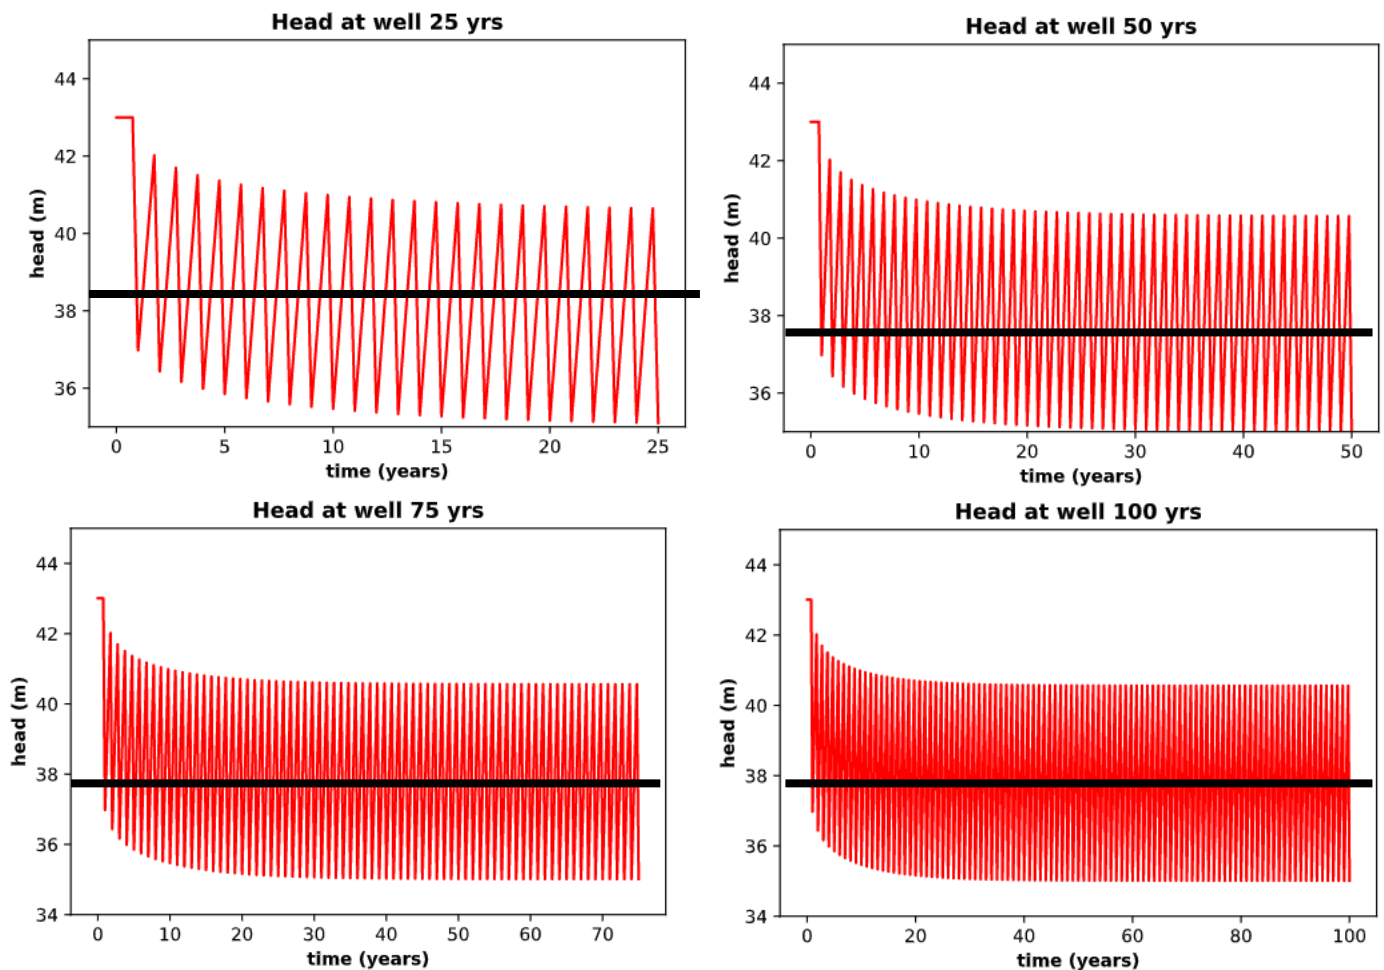 Head at well 25 yrs
44
42
40
38
36
head (m)
0 5 10 15 20 25
time (years)
Head at well 50 yrs
44
42
40
38
36
head (m)
0 10 20 30 40 50
time (years)
Head at well 75 yrs
44
42
40
38
36
34
head (m)
0 10 20 30 40 50 60 70
time (years)
Head at well 100 yrs
44
42
40
38
36
34
head (m)
0 20 40 60 80 100
time (years)